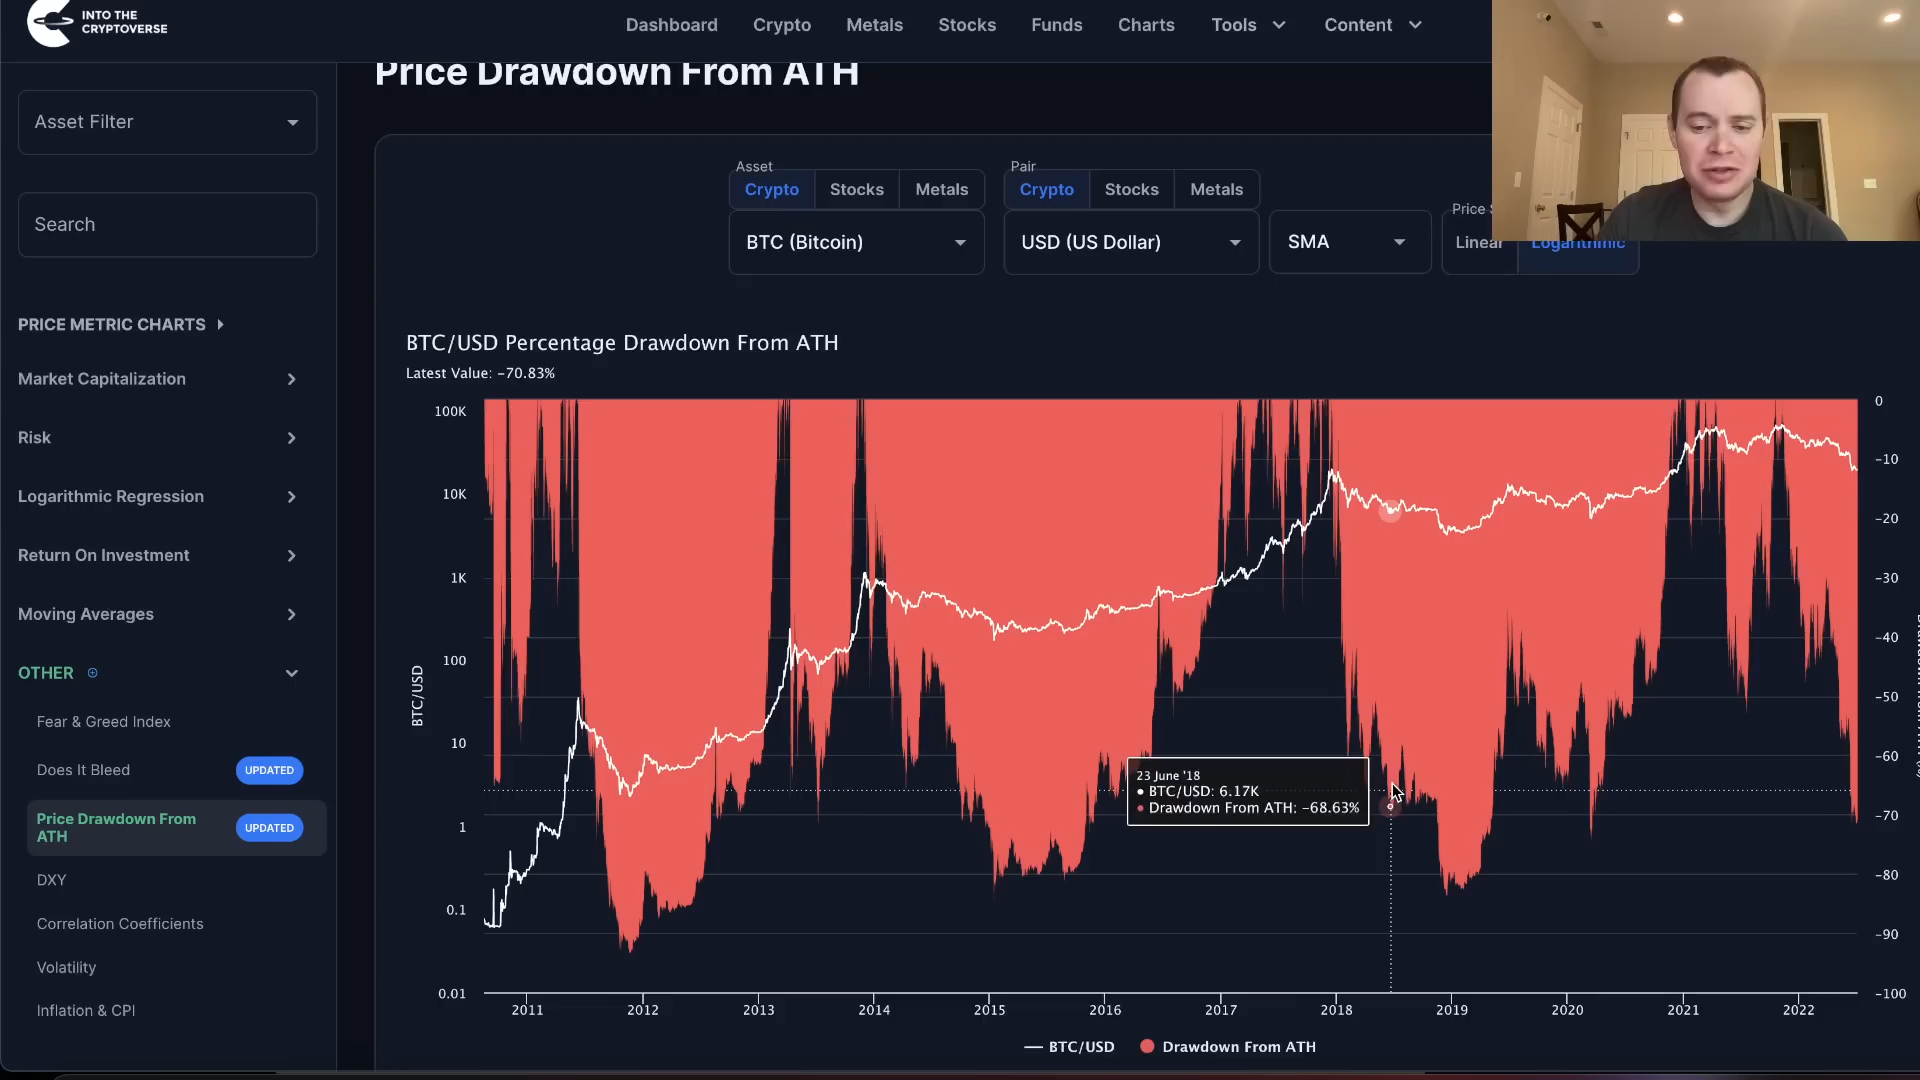 INTO THE
CRYPTOVERSE
Dashboard Crypto Metals Stocks Funds Charts Tools Content
Price Drawdown From ATH
Asset Filter
Search
PRICE METRIC CHARTS
Market Capitalization
Risk
Logarithmic Regression
Return On Investment
Moving Averages
OTHER
Fear & Greed Index
Does It Bleed UPDATED
Price Drawdown From
ATH
UPDATED
DXY
Correlation Coefficients
Volatility
Inflation & CPI
Asset
Crypto Stocks Metals
BTC (Bitcoin)
Pair
Crypto Stocks Metals
USD (US Dollar)
SMA
Price
Linear Logarithmic
BTC/USD Percentage Drawdown From ATH
Latest Value: -70.83%
100K
10K
1K
100
10
1
0.1
0.01
BTC/USD
0
-10
-20
-30
-40
-50
-60
-70
-80
-90
-100
23 June '18
BTC/USD: 6.17K
Drawdown From ATH: -68.63%
2011 2012 2013 2014 2015 2016 2017 2018 2019 2020 2021 2022
BTC/USD Drawdown From ATH